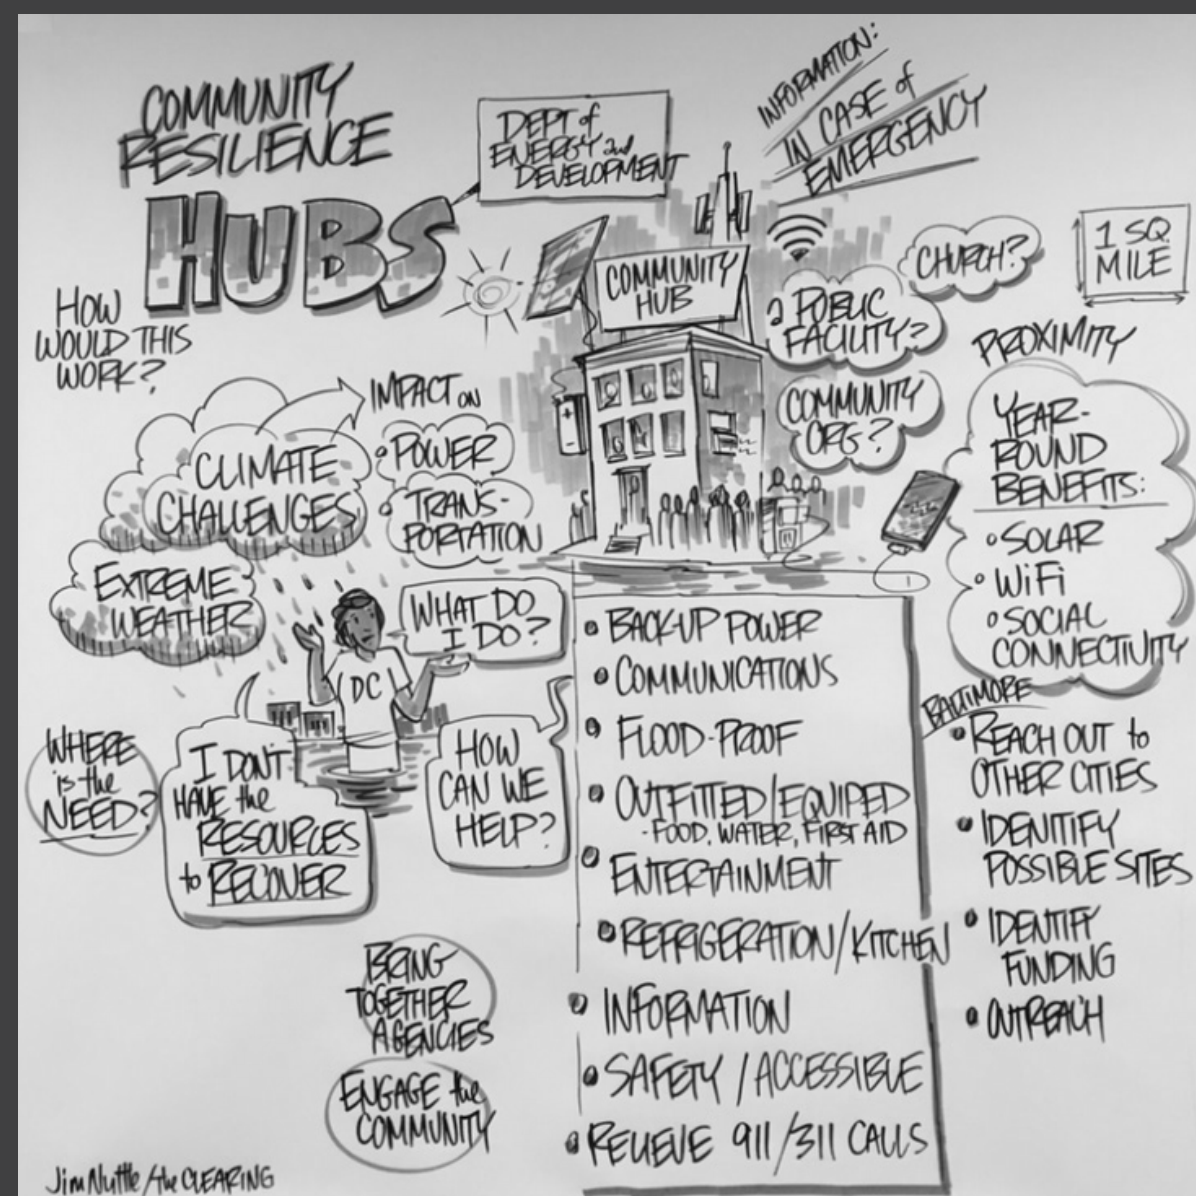 COMMUNITY
RESILIENCE
HUBS
DEPT of
ENERGY and
DEVELOPMENT
INFORMATION:
IN CASE of
EMERGENCY
HOW
WOULD THIS
WORK?
COMMUNITY
HUB
PUBLIC
FACILITY?
CHURCH?
COMMUNITY
ORG?
1 SQ
MILE
PROXIMITY
YEAR-
ROUND
BENEFITS:
SOLAR
WiFi
SOCIAL
CONNECTIVITY
CLIMATE
CHALLENGES
IMPACT ON
POWER
TRANS-
PORTATION
EXTREME
WEATHER
WHAT DO
I DO?
DC
WHERE
is the
NEED?
I DON'T
HAVE the
RESOURCES
to RECOVER
HOW
CAN WE
HELP?
BRING
TOGETHER
AGENCIES
ENGAGE the
COMMUNITY
• BACK-UP POWER
• COMMUNICATIONS
• FLOOD-PROOF
• OUTFITTED/EQUIPED
- FOOD, WATER, FIRST AID
• ENTERTAINMENT
• REFRIGERATION/KITCHEN
• INFORMATION
• SAFETY / ACCESSIBLE
• RELIEVE 911/311 CALLS
BALTIMORE
• REACH OUT to
OTHER CITIES
• IDENITIFY
POSSIBLE SITES
• IDENTIFY
FUNDING
• OUTREACH
Jim Nuttle / the CLEARING